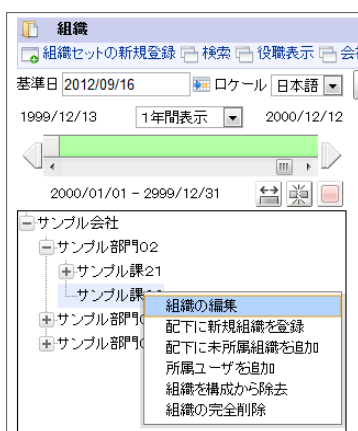 組織
組織セットの新規登録 検索 役職表示
基準日 2012/09/16 ロケール 日本語
1999/12/13 1年間表示 2000/12/12
2000/01/01 - 2999/12/31
サンプル会社
サンプル部門02
サンプル課21
サンプル課
サンプル部門
サンプル部門
組織の編集
配下に新規組織を登録
配下に未所属組織を追加
所属ユーザを追加
組織を構成から除去
組織の完全削除